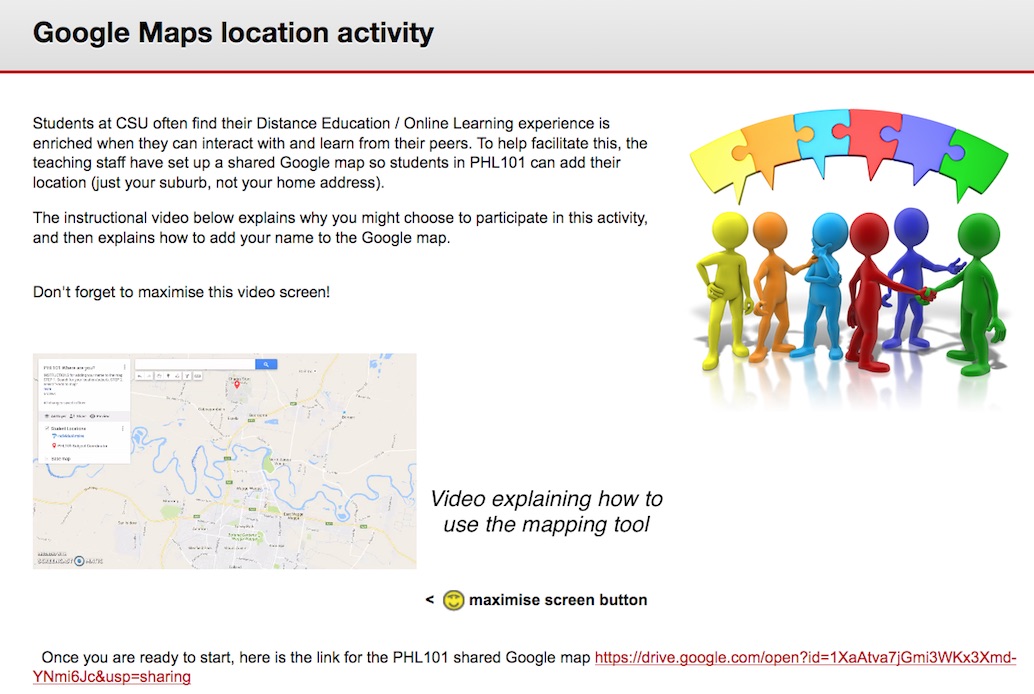 Google Maps location activity
Students at CSU often find their Distance Education / Online Learning experience is
enriched when they can interact with and learn from their peers. To help facilitate this, the
teaching staff have set up a shared Google map so students in PHL101 can add their
location (just your suburb, not your home address).
The instructional video below explains why you might choose to participate in this activity,
and then explains how to add your name to the Google map.
Don't forget to maximise this video screen!
PHL101 Where are you?
Student Locations
Video explaining how to
use the mapping tool
< maximise screen button
Once you are ready to start, here is the link for the PHL101 shared Google map https://drive.google.com/open?id=1XaAtva7jGmi3WKx3Xmd-
YNmi6Jc&usp=sharing